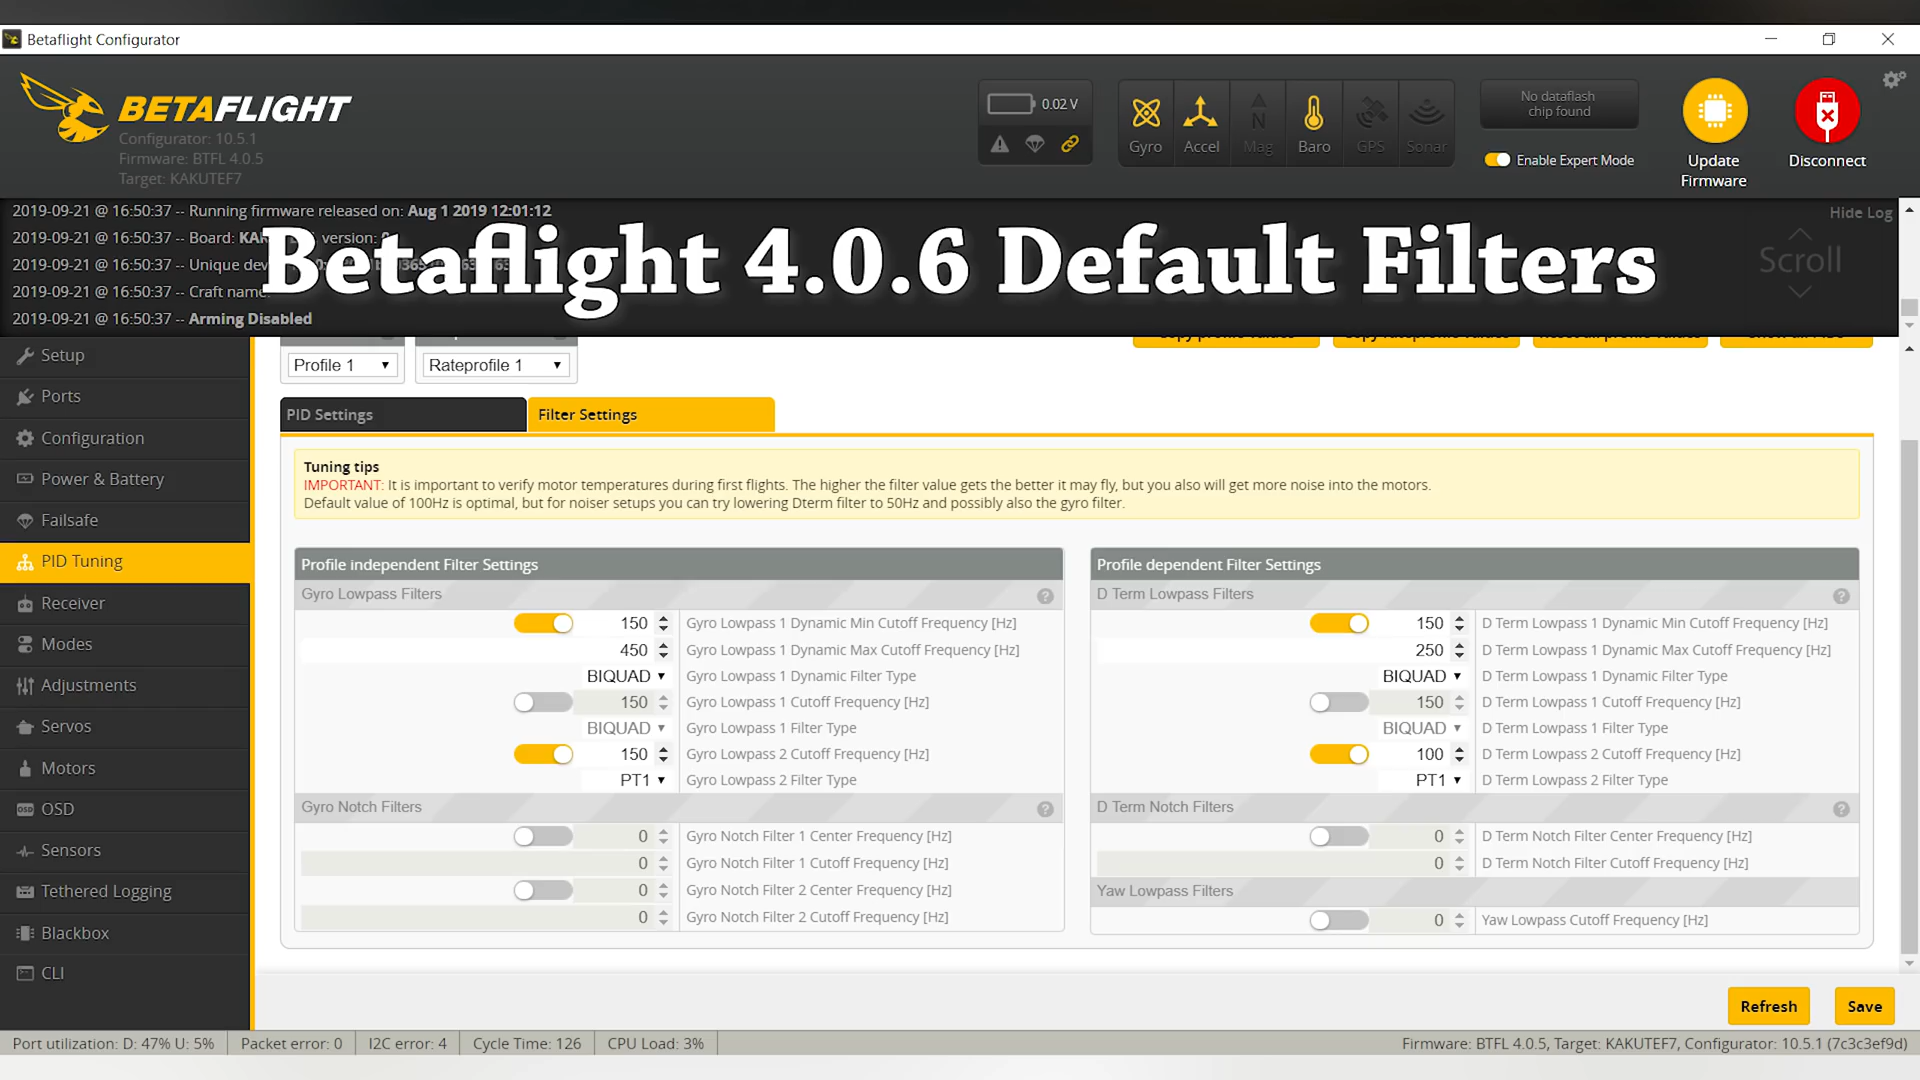 Betaflight Configurator
BETAFLIGHT
Configurator: 10.5.1
Firmware: BTFL 4.0.5
Target: KAKUTEF7
0.02 V
Gyro
Accel
Mag
Baro
GPS
Sonar
No dataflash
chip found
Enable Expert Mode
Update
Firmware
Disconnect
2019-09-21 @ 16:50:37 -- Running firmware released on: Aug 1 2019 12:01:12
2019-09-21 @ 16:50:37 -- Board: version:
2019-09-21 @ 16:50:37 -- Unique
2019-09-21 @ 16:50:37 -- Craft name:
2019-09-21 @ 16:50:37 -- Arming Disabled
Hide Log
Scroll
Betaflight 4.0.6 Default Filters
Setup
Ports
Configuration
Power & Battery
Failsafe
PID Tuning
Receiver
Modes
Adjustments
Servos
Motors
OSD
Sensors
Tethered Logging
Blackbox
CLI
Profile 1
Rateprofile 1
PID Settings
Filter Settings
Tuning tips
IMPORTANT: It is important to verify motor temperatures during first flights. The higher the filter value gets the better it may fly, but you also will get more noise into the motors.
Default value of 100Hz is optimal, but for noiser setups you can try lowering Dterm filter to 50Hz and possibly also the gyro filter.
Profile independent Filter Settings
Gyro Lowpass Filters
150 Gyro Lowpass 1 Dynamic Min Cutoff Frequency [Hz]
450 Gyro Lowpass 1 Dynamic Max Cutoff Frequency [Hz]
BIQUAD Gyro Lowpass 1 Dynamic Filter Type
150 Gyro Lowpass 1 Cutoff Frequency [Hz]
BIQUAD Gyro Lowpass 1 Filter Type
150 Gyro Lowpass 2 Cutoff Frequency [Hz]
PT1 Gyro Lowpass 2 Filter Type
Gyro Notch Filters
0 Gyro Notch Filter 1 Center Frequency [Hz]
0 Gyro Notch Filter 1 Cutoff Frequency [Hz]
0 Gyro Notch Filter 2 Center Frequency [Hz]
0 Gyro Notch Filter 2 Cutoff Frequency [Hz]
Profile dependent Filter Settings
D Term Lowpass Filters
150 D Term Lowpass 1 Dynamic Min Cutoff Frequency [Hz]
250 D Term Lowpass 1 Dynamic Max Cutoff Frequency [Hz]
BIQUAD D Term Lowpass 1 Dynamic Filter Type
150 D Term Lowpass 1 Cutoff Frequency [Hz]
BIQUAD D Term Lowpass 1 Filter Type
100 D Term Lowpass 2 Cutoff Frequency [Hz]
PT1 D Term Lowpass 2 Filter Type
D Term Notch Filters
0 D Term Notch Filter Center Frequency [Hz]
0 D Term Notch Filter Cutoff Frequency [Hz]
Yaw Lowpass Filters
0 Yaw Lowpass Cutoff Frequency [Hz]
Refresh
Save
Port utilization: D: 47% U: 5%
Packet error: 0
I2C error: 4
Cycle Time: 126
CPU Load: 3%
Firmware: BTFL 4.0.5, Target: KAKUTEF7, Configurator: 10.5.1 (7c3c3ef9d)